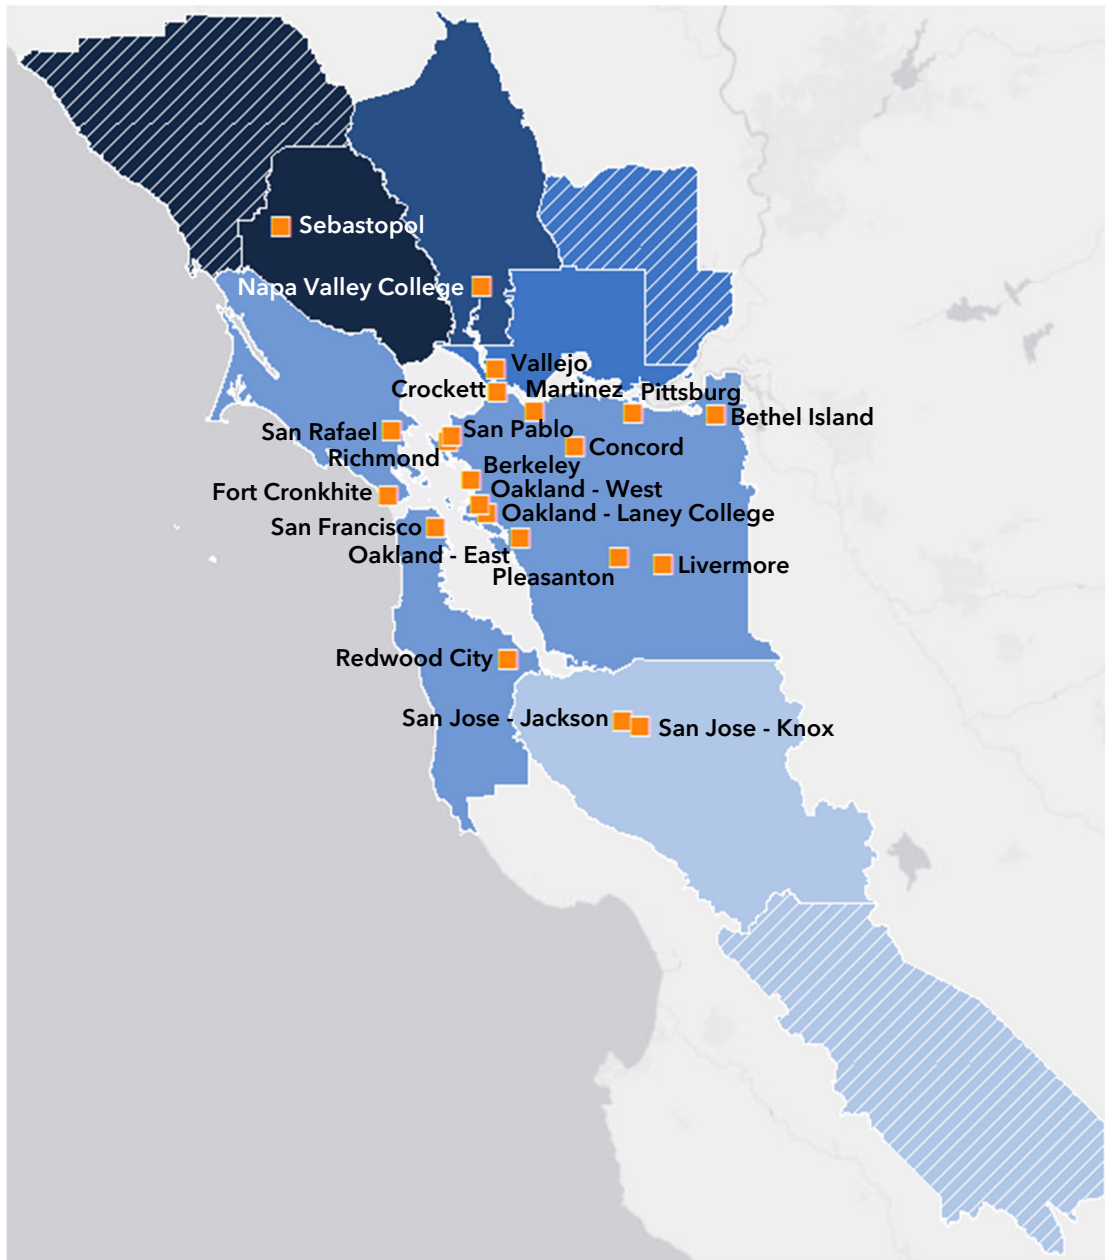 Sebastopol
Napa Valley College
Vallejo
Crockett
Martinez
Pittsburg
Bethel Island
San Rafael
San Pablo
Concord
Richmond
Berkeley
Fort Cronkhite
Oakland - West
Oakland - Laney College
San Francisco
Oakland - East
Pleasanton
Livermore
Redwood City
San Jose - Jackson
San Jose - Knox